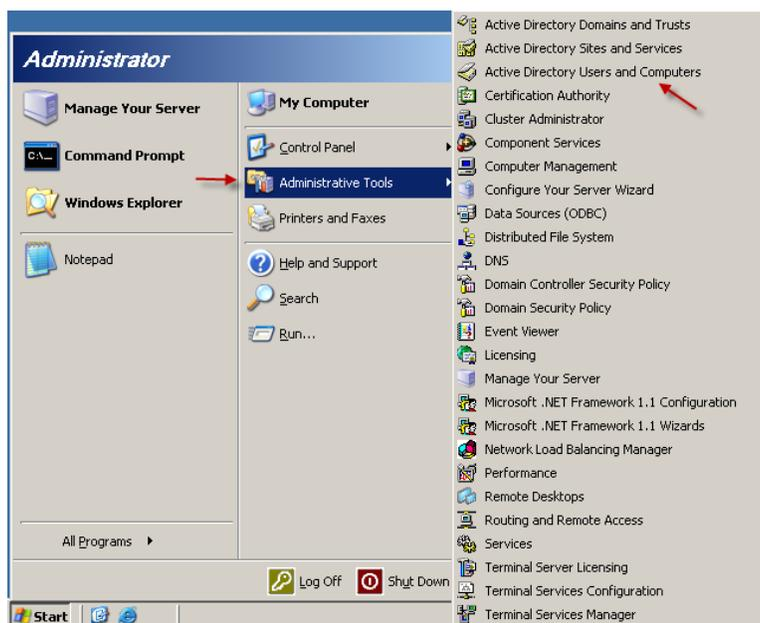 Administrator
Manage Your Server
C:\_
Command Prompt
Windows Explorer
Notepad
All Programs
My Computer
Control Panel
Administrative Tools
Printers and Faxes
Help and Support
Search
Run...
Log Off
Shut Down
Start
Active Directory Domains and Trusts
Active Directory Sites and Services
Active Directory Users and Computers
Certification Authority
Cluster Administrator
Component Services
Computer Management
Configure Your Server Wizard
Data Sources (ODBC)
Distributed File System
DNS
Domain Controller Security Policy
Domain Security Policy
Event Viewer
Licensing
Manage Your Server
Microsoft .NET Framework 1.1 Configuration
Microsoft .NET Framework 1.1 Wizards
Network Load Balancing Manager
Performance
Remote Desktops
Routing and Remote Access
Services
Terminal Server Licensing
Terminal Services Configuration
Terminal Services Manager